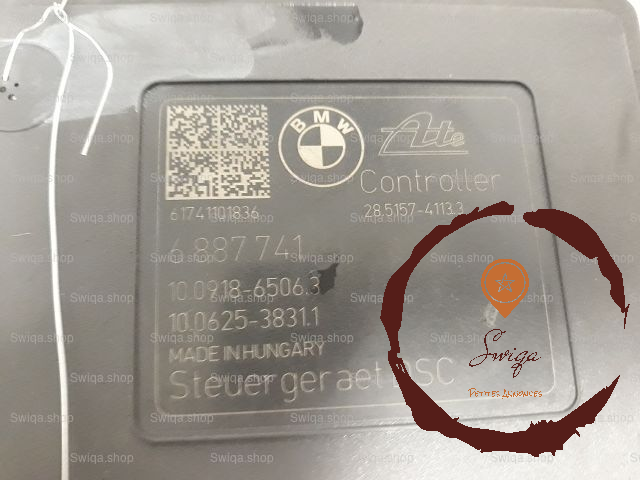 BMW
Ate
Controller
61741101836
28.5157-4113.3
6 887 741
10.0918-6506.3
10.0625-3831.1
MADE IN HUNGARY
Steuergeraet DSC
Swiqa
PETITES ANNONCES
Swiqa.shop